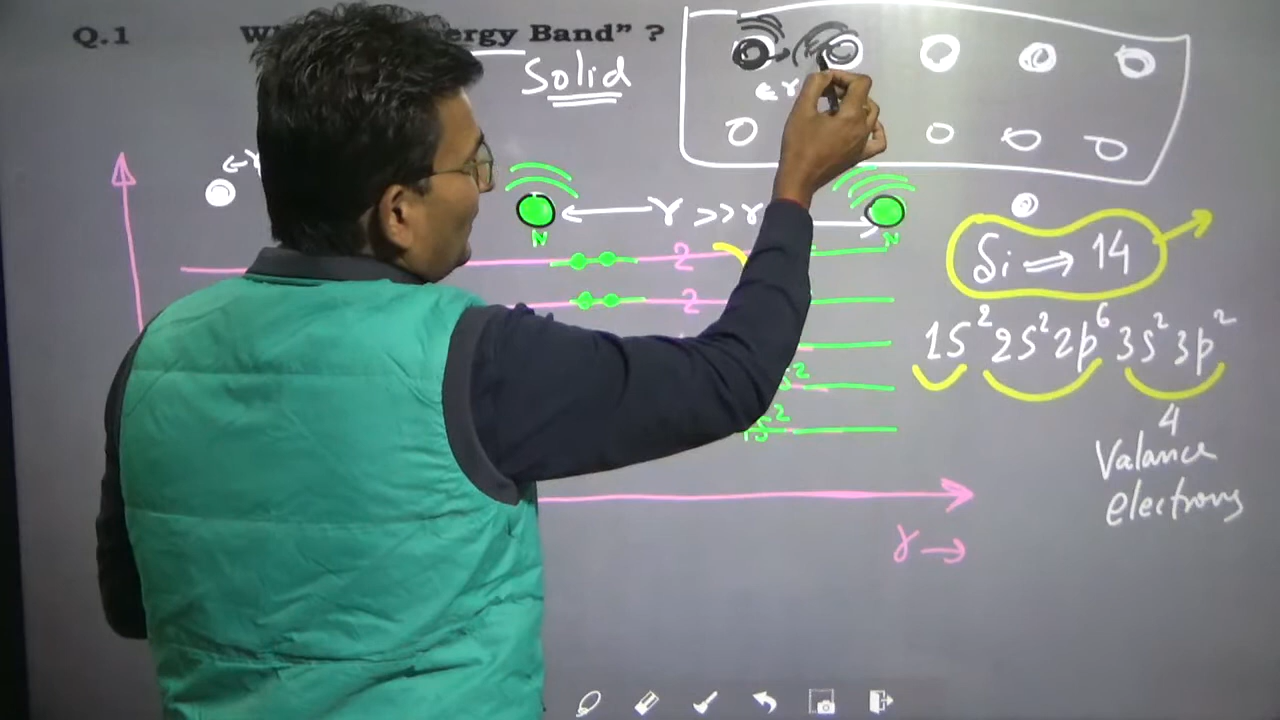 Q.1 ergy Band” ?
Solid
← r
← r
← r >> r →
N N
2
2
Si ⇒ 14
1S² 2S² 2p⁶ 3s² 3p²
4
Valance
electrons
r →